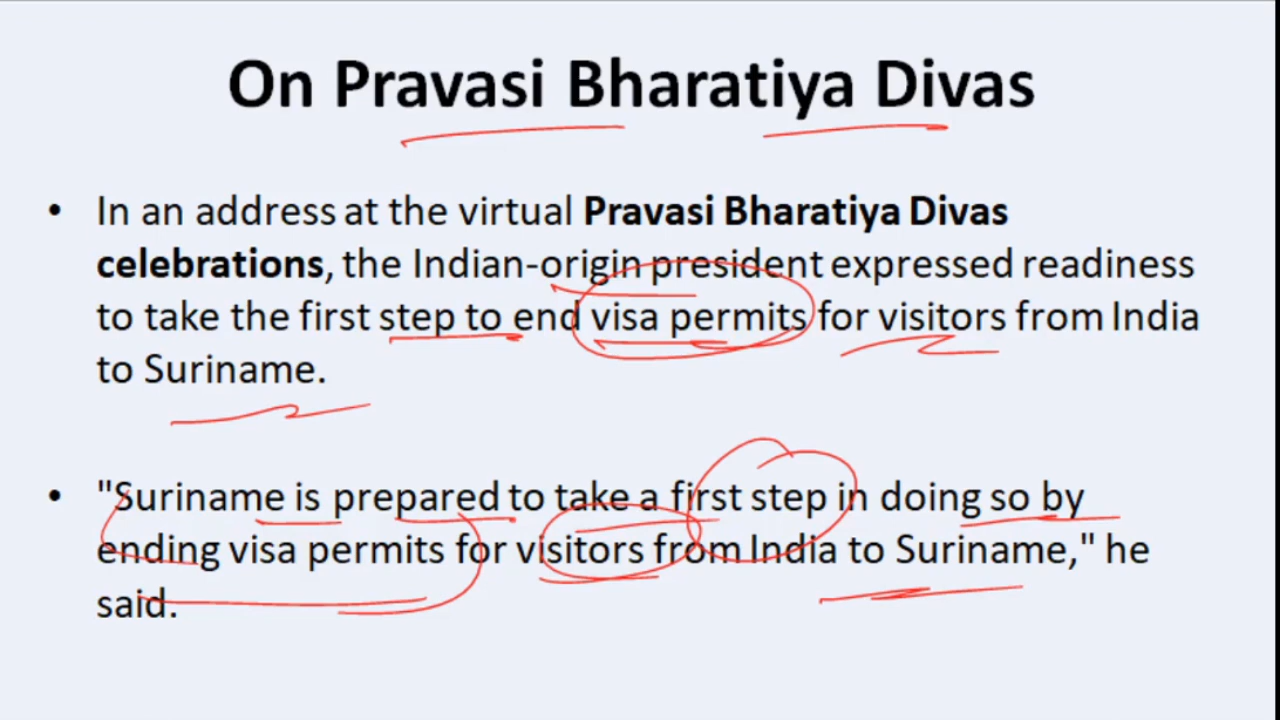 On Pravasi Bharatiya Divas
• In an address at the virtual Pravasi Bharatiya Divas
celebrations, the Indian-origin president expressed readiness
to take the first step to end visa permits for visitors from India
to Suriname.
• "Suriname is prepared to take a first step in doing so by
ending visa permits for visitors from India to Suriname," he
said.